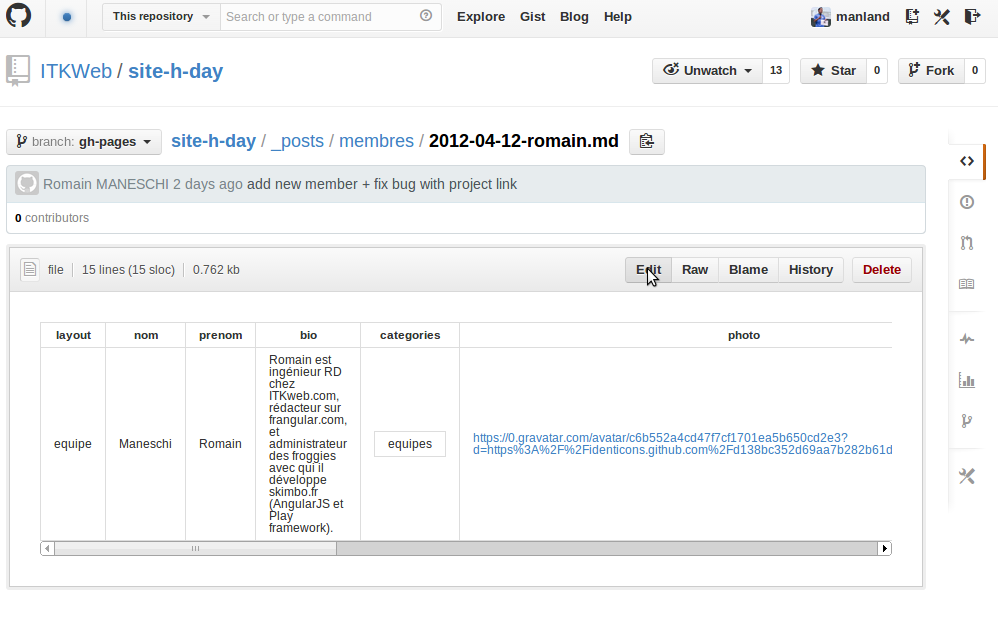 This repository Search or type a command Explore Gist Blog Help manland
ITKWeb / site-h-day Unwatch 13 Star 0 Fork 0
branch: gh-pages site-h-day / _posts / membres / 2012-04-12-romain.md
Romain MANESCHI 2 days ago add new member + fix bug with project link
0 contributors
file 15 lines (15 sloc) 0.762 kb Edit Raw Blame History Delete
layout nom prenom bio categories photo
Romain est
ingénieur RD
chez
ITKweb.com,
rédacteur sur
frangular.com,
et
administrateur
des froggies
avec qui il
développe
skimbo.fr
(AngularJS et
Play
framework).
equipe Maneschi Romain equipes
https://0.gravatar.com/avatar/c6b552a4cd47f7cf1701ea5b650cd2e3?
d=https%3A%2F%2Fidenticons.github.com%2Fd138bc352d69aa7b282b61d